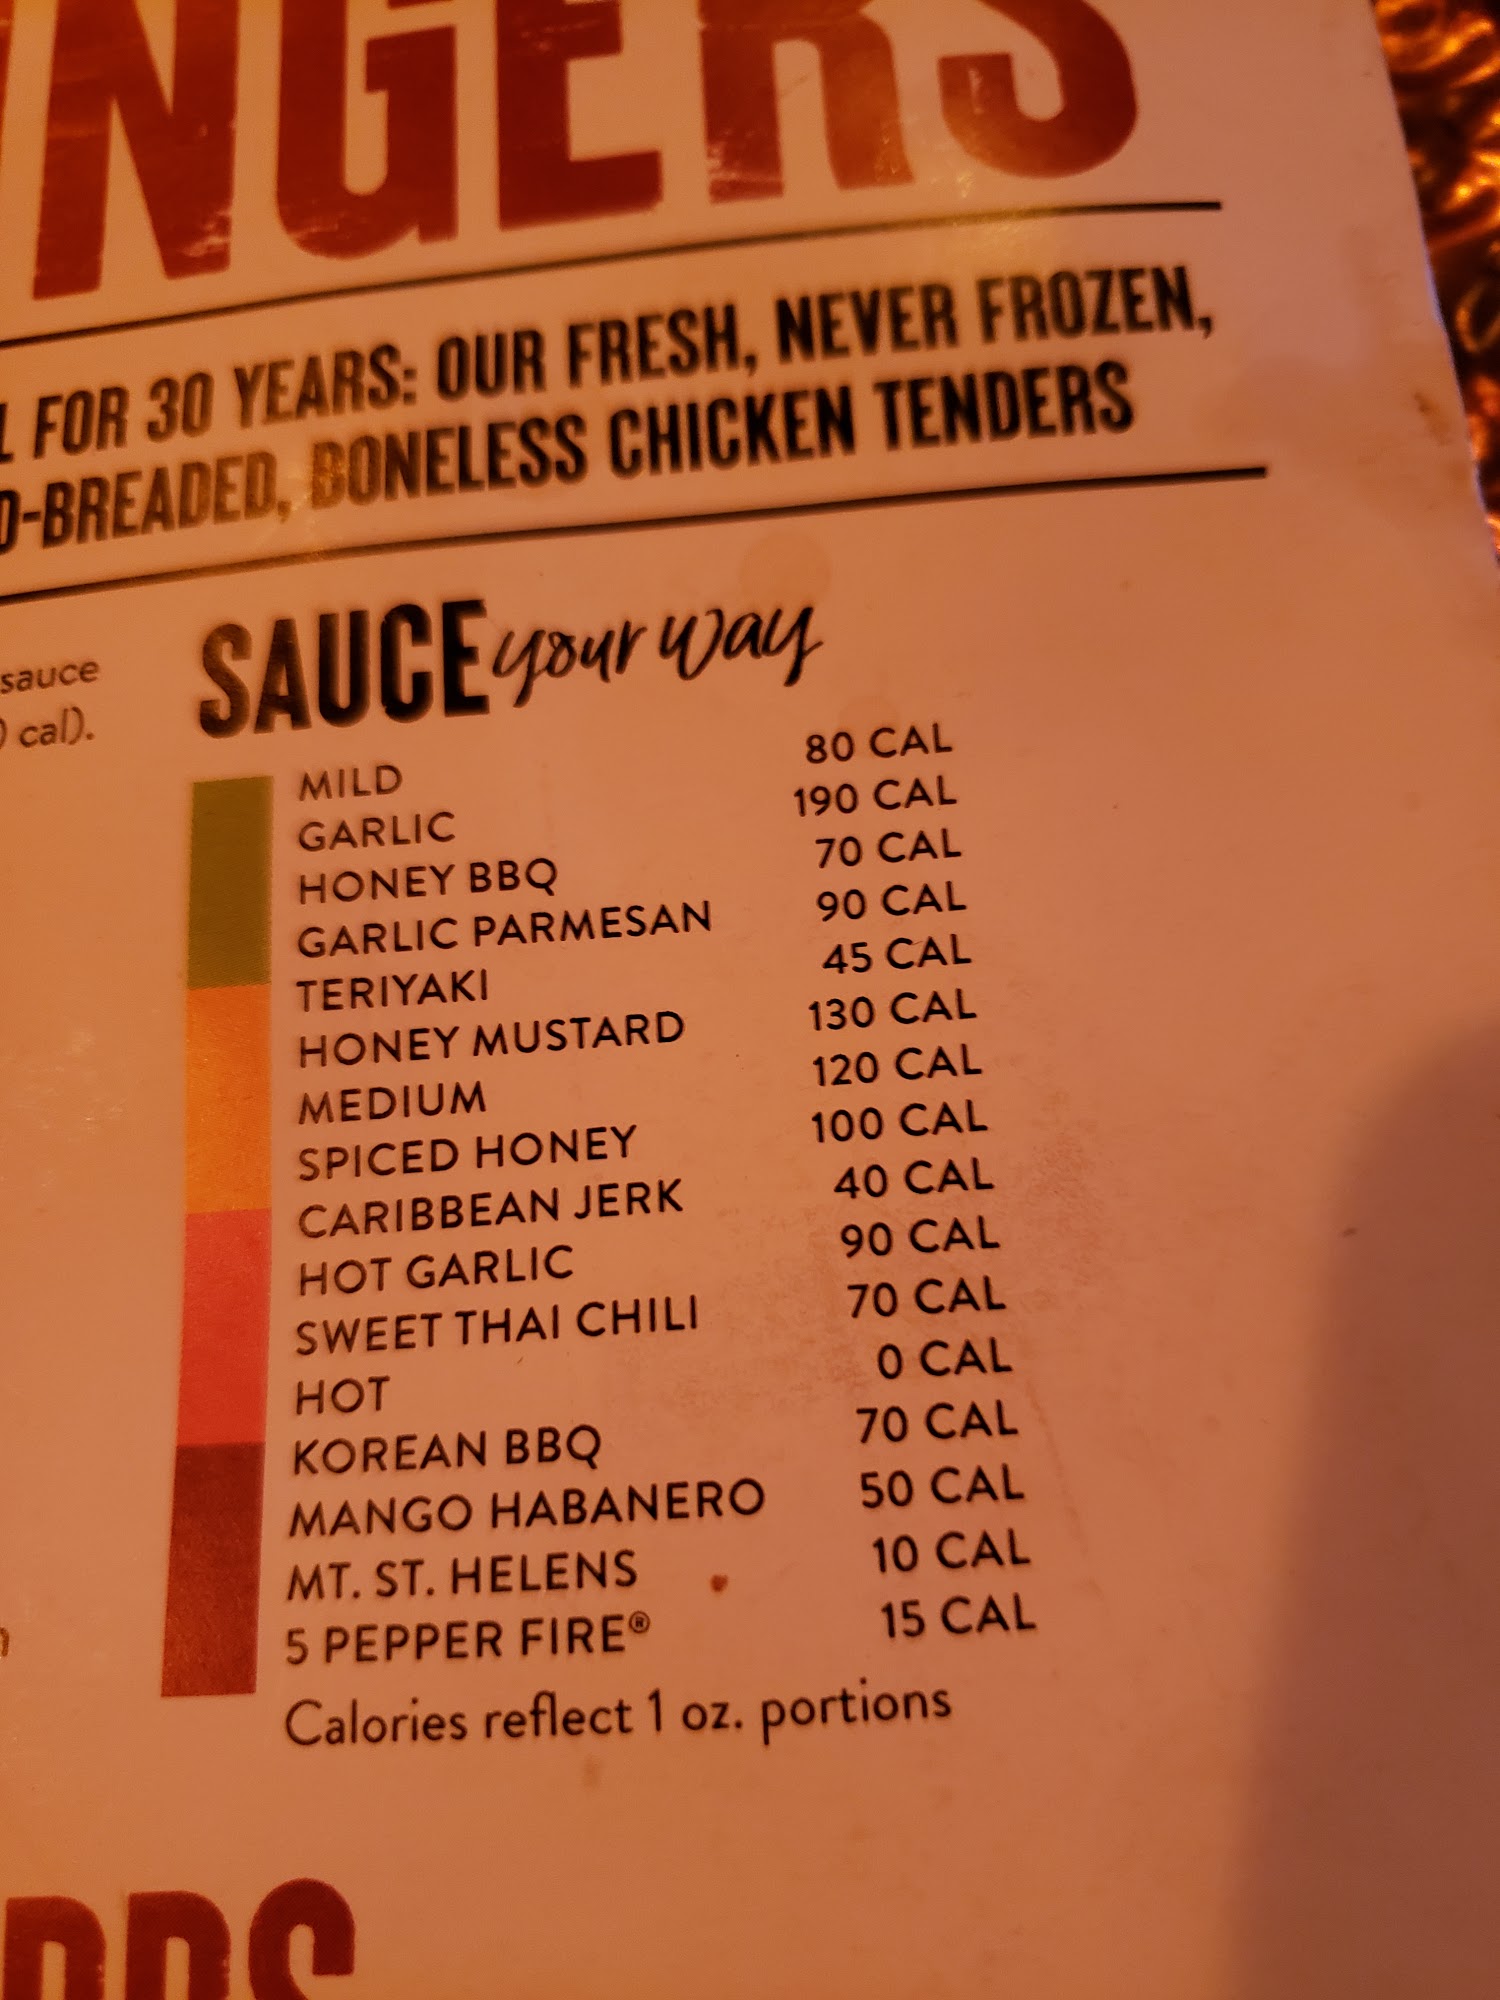 NGERS
FOR 30 YEARS: OUR FRESH, NEVER FROZEN,
-BREADED, BONELESS CHICKEN TENDERS
sauce
cal).
SAUCE your way
MILD 80 CAL
GARLIC 190 CAL
HONEY BBQ 70 CAL
GARLIC PARMESAN 90 CAL
TERIYAKI 45 CAL
HONEY MUSTARD 130 CAL
MEDIUM 120 CAL
SPICED HONEY 100 CAL
CARIBBEAN JERK 40 CAL
HOT GARLIC 90 CAL
SWEET THAI CHILI 70 CAL
HOT 0 CAL
KOREAN BBQ 70 CAL
MANGO HABANERO 50 CAL
MT. ST. HELENS 10 CAL
5 PEPPER FIRE® 15 CAL
Calories reflect 1 oz. portions